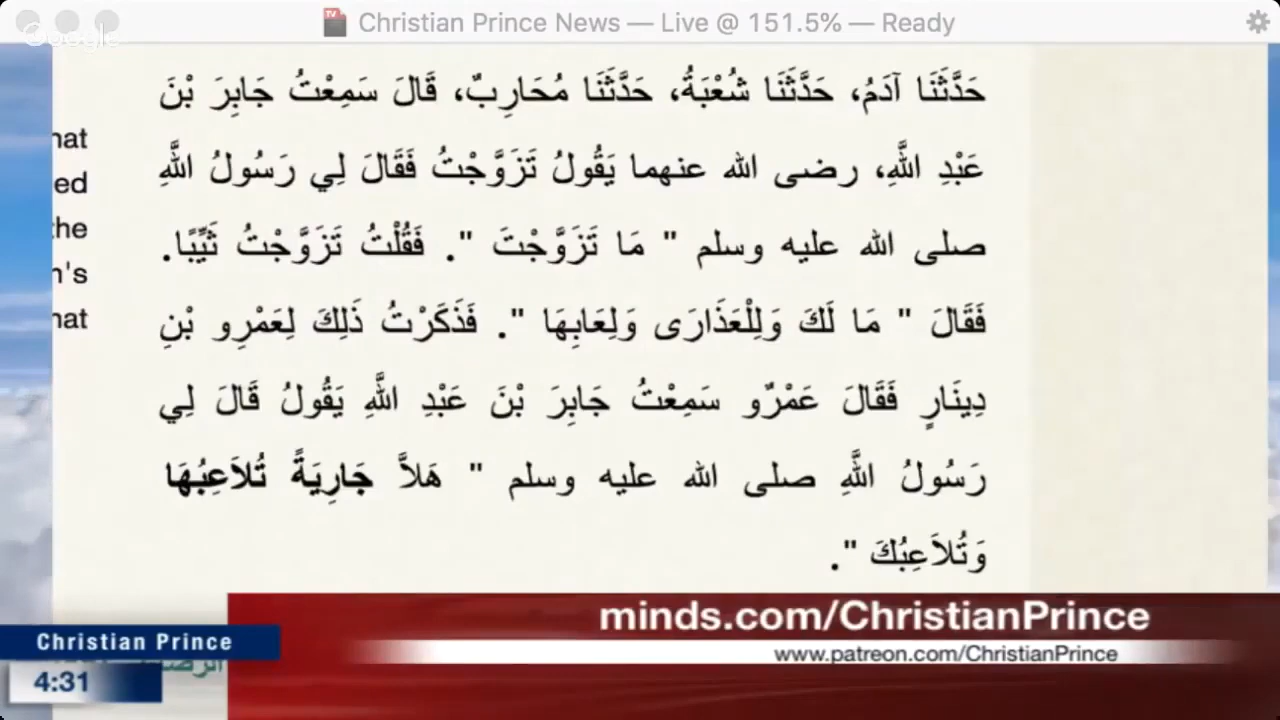 Christian Prince News — Live @ 151.5% — Ready
Google
حَدَّثَنَا آدَمُ، حَدَّثَنَا شُعْبَةُ، حَدَّثَنَا مُحَارِبٌ، قَالَ سَمِعْتُ جَابِرَ بْنَ
عَبْدِ اللَّهِ، رضى الله عنهما يَقُولُ تَزَوَّجْتُ فَقَالَ لِي رَسُولُ اللَّهِ
صلى الله عليه وسلم " مَا تَزَوَّجْتَ ". فَقُلْتُ تَزَوَّجْتُ ثَيِّبًا.
فَقَالَ " مَا لَكَ وَلِلْعَذَارَى وَلِعَابِهَا ". فَذَكَرْتُ ذَلِكَ لِعَمْرِو بْنِ
دِينَارٍ فَقَالَ عَمْرٌو سَمِعْتُ جَابِرَ بْنَ عَبْدِ اللَّهِ يَقُولُ قَالَ لِي
رَسُولُ اللَّهِ صلى الله عليه وسلم " هَلاَّ جَارِيَةً تُلاَعِبُهَا
وَتُلاَعِبُكَ ".
hat
ed
the
n's
hat
minds.com/ChristianPrince
www.patreon.com/ChristianPrince
Christian Prince
4:31